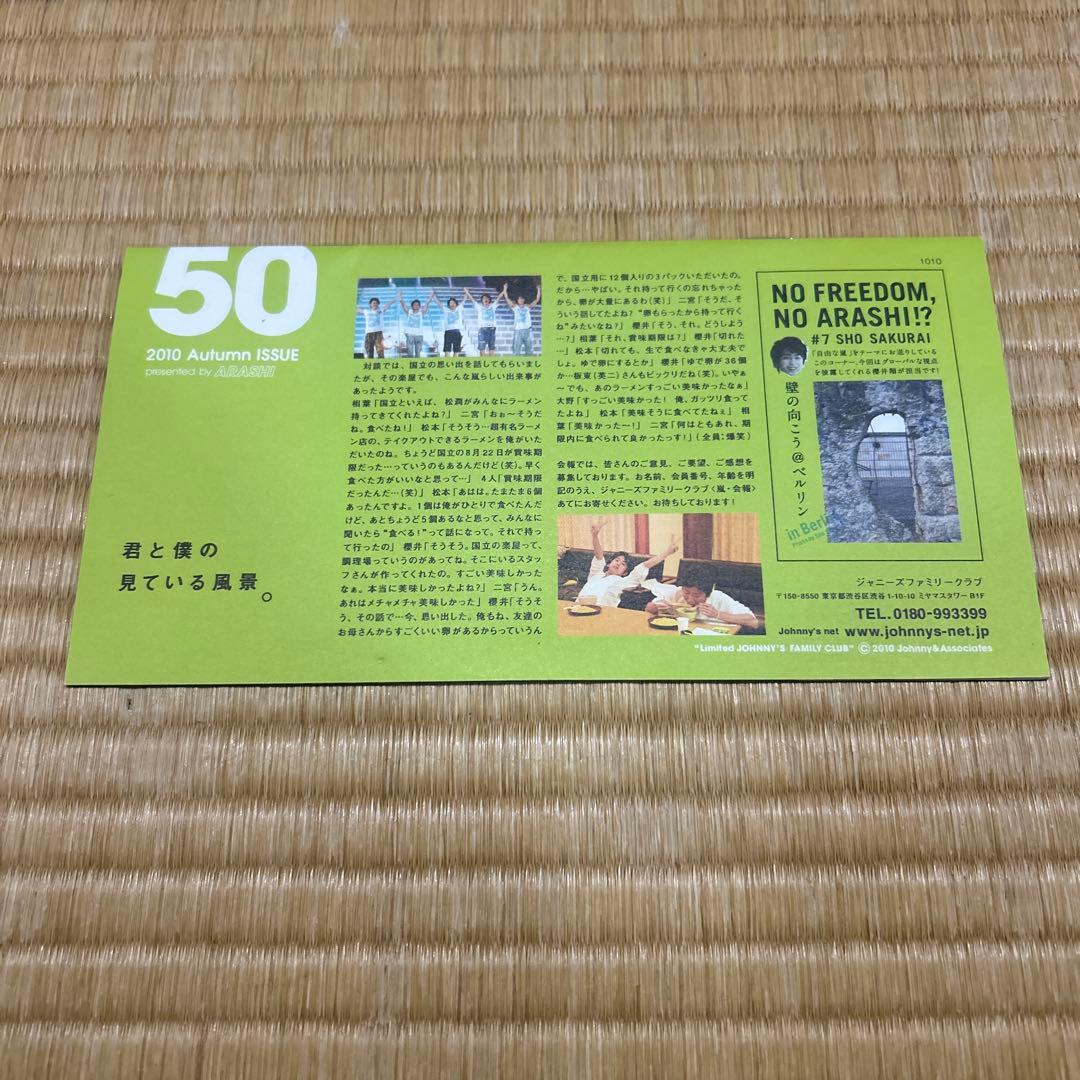 50
2010 Autumn ISSUE
presented by ARASHI
君と僕の
見ている風景。
対談では、国立の思い出を話してもらいまし
たが、その楽屋でも、こんな嵐らしい出来事が
あったようです。
相葉「国立といえば、松潤がみんなにラーメン
持ってきてくれたよね?」 二宮「おぉ〜そうだ
ね。食べたね!」 松本「そうそう…超有名ラーメ
ン店の、テイクアウトできるラーメンを俺がいた
だいたのね。ちょうど国立の8月22日が賞味期
限だった…っていうのもあるんだけど(笑)。早く
食べた方がいいなと思って…」 4人「賞味期限
だったんだ…(笑)」 松本「あはは。たまたま6個
あったんですよ。1個は俺がひとりで食べたんだ
けど、あとちょうど5個あるなと思って、みんなに
聞いたら“食べる!”って話になって。それで持っ
て行ったの」 櫻井「そうそう。国立の楽屋って、
調理場っていうのがあってね。そこにいるスタッ
フさんが作ってくれたの。すごい美味しかった
なぁ。本当に美味しかったよね?」 二宮「うん。
あれはメチャメチャ美味しかった」 櫻井「そうそ
う、その話で…今、思い出した。俺もね、友達の
お母さんからすごくいい卵があるからっていうん
で、国立用に12個入りの3パックいただいたの。
だから…やばい。それ持って行くの忘れちゃった
から、卵が大量にあるわ(笑)」 二宮「そうだ、そ
ういう話してたよね? “卵もらったから持って行く
ね”みたいなね?」 櫻井「そう、それ。どうしよう
…?」 相葉「それ、賞味期限は?」 櫻井「切れた
…」 松本「切れても、生で食べなきゃ大丈夫で
しょ。ゆで卵にするとか」 櫻井「ゆで卵が36個
か…板東(英二)さんもビックリだね(笑)。いやぁ
〜でも、あのラーメンすっごい美味かったなぁ」
大野「すっごい美味かった! 俺、ガッツリ食って
たよね」 松本「美味そうに食べてたねぇ」 相
葉「美味かった〜!」 二宮「何はともあれ、期
限内に食べられて良かったっす!」(全員:爆笑)
会報では、皆さんのご意見、ご要望、ご感想を
募集しております。お名前、会員番号、年齢を明
記のうえ、ジャニーズファミリークラブ〈嵐・会報〉
あてにお寄せください。お待ちしております!
1010
NO FREEDOM,
NO ARASHI!?
#7 SHO SAKURAI
「自由な嵐」をテーマにお送りしている
このコーナー。今回はグローバルな視点
を披露してくれる櫻井翔が担当です!
壁の向こう@ベルリン
in Berlin
ジャニーズファミリークラブ
〒150-8550 東京都渋谷区渋谷1-10-10 ミヤマスタワーB1F
TEL.0180-993399
Johnny's net www.johnnys-net.jp
"Limited JOHNNY'S FAMILY CLUB" © 2010 Johnny&Associates